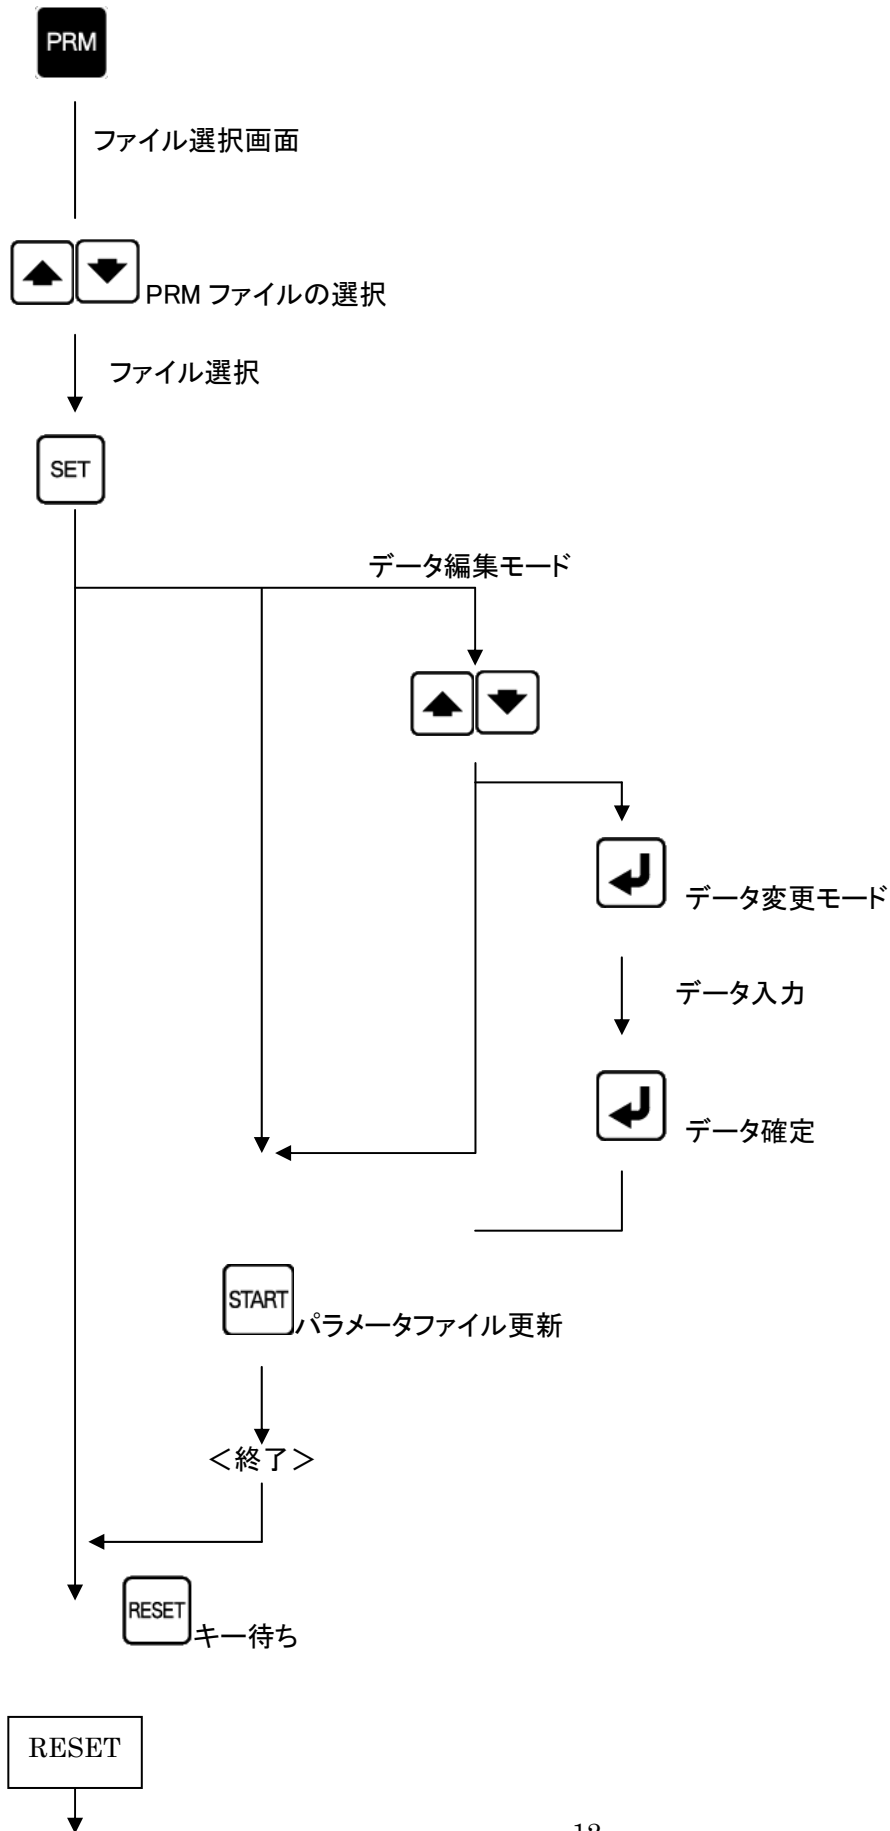 PRM
ファイル選択画面
PRM ファイルの選択
ファイル選択
SET
データ編集モード
データ変更モード
データ入力
データ確定
START
パラメータファイル更新
＜終了＞
RESET
キー待ち
RESET